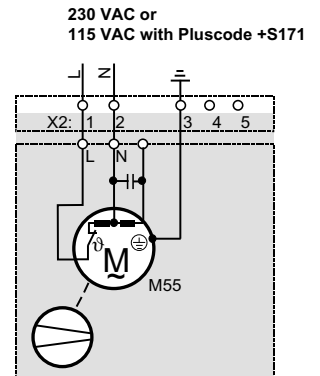 230 VAC or
115 VAC with Pluscode +S171
L N
X2: 1 2 3 4 5
L N
ϑ
M
~
M55